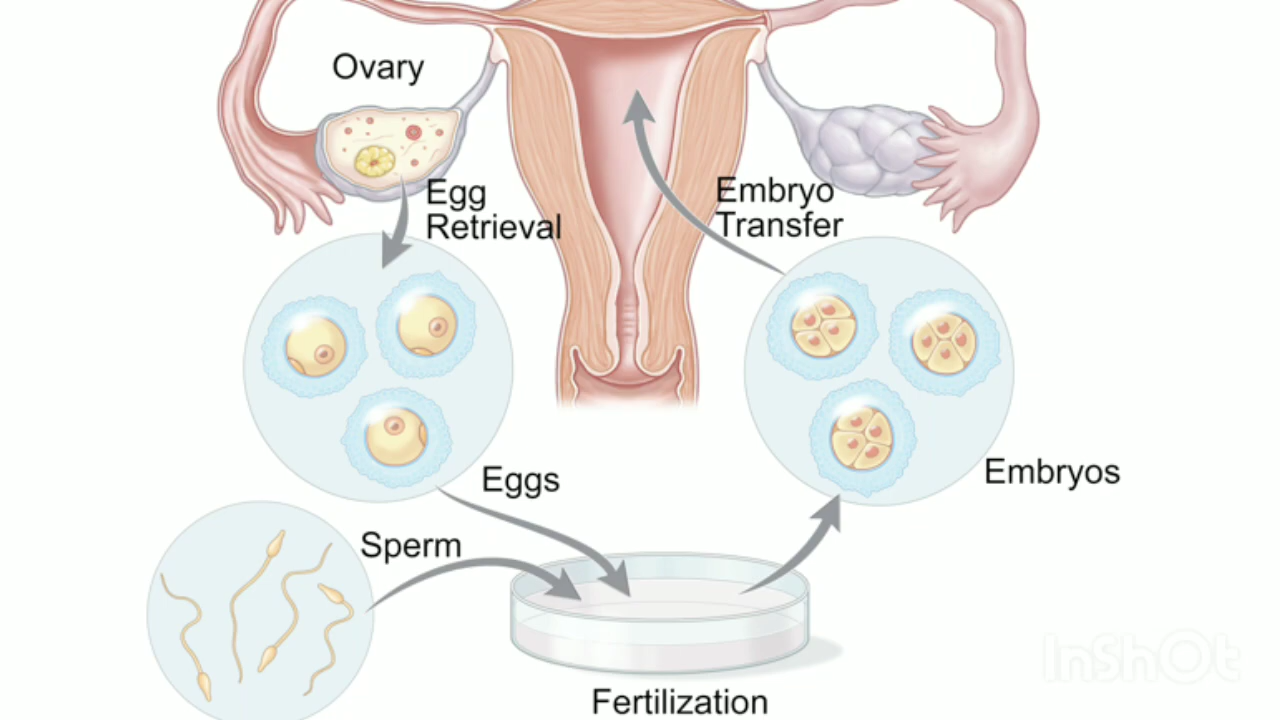 Ovary
Egg
Retrieval
Embryo
Transfer
Eggs
Embryos
Sperm
Fertilization
InShOt